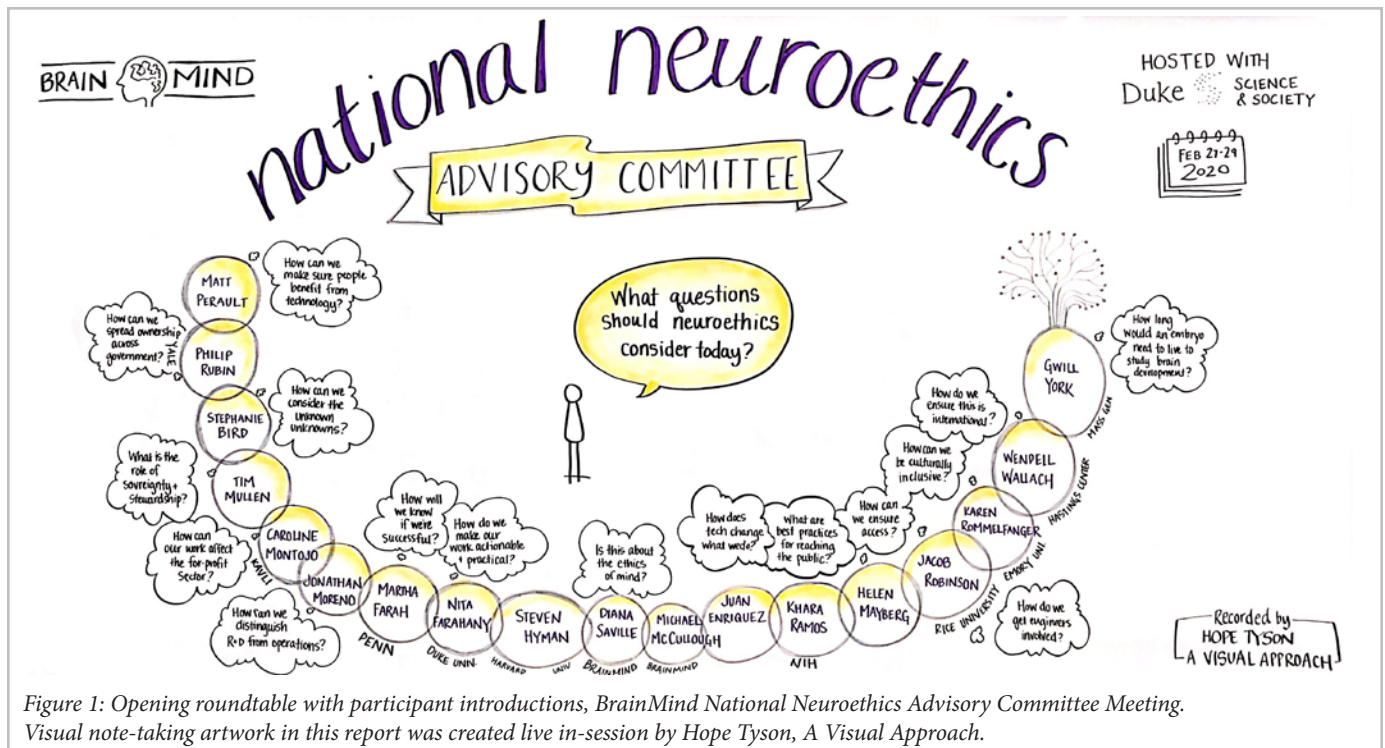 BRAIN MIND
national neuroethics
ADVISORY COMMITTEE
HOSTED WITH
Duke SCIENCE
& SOCIETY
FEB 27-29
2020
What questions
should neuroethics
consider today?
MATT
PERAULT
How can we
make sure people
benefit from
technology?
PHILIP
RUBIN
YALE
How can we
spread ownership
across
government?
STEPHANIE
BIRD
How can we
consider the
unknown
unknowns?
TIM
MULLEN
What is the
role of
sovreignty +
stewardship?
CAROLINE
MONTOJO
KAVLI
How can
our work affect
the for-profit
sector?
JONATHAN
MORENO
How can we
distinguish
R+D from operations?
PENN
MARTHA
FARAH
How will
we know
if we're
successful?
NITA
FARAHANY
DUKE UNIV.
How do we
make our
work actionable
+ practical?
STEVEN
HYMAN
HARVARD UNIV
DIANA
SAVILLE
BRAINMIND
Is this about
the ethics
of mind?
MICHAEL
McCULLOUGH
BRAINMIND
JUAN
ENRIQUEZ
How does
tech change
what we do?
KHARA
RAMOS
NIH
What are
best practices
for reaching
the public?
HELEN
MAYBERG
How can
we ensure
access?
JACOB
ROBINSON
RICE UNIVERSITY
How do we
get engineers
involved?
KAREN
ROMMELFANGER
EMORY UNI.
How can we
be culturally
inclusive?
WENDELL
WALLACH
HASTINGS CENTER
How do we
ensure this is
international?
GWILL
YORK
MASS GEN
How long
would an embryo
need to live to
study brain
development?
Recorded by
HOPE TYSON
A VISUAL APPROACH
Figure 1: Opening roundtable with participant introductions, BrainMind National Neuroethics Advisory Committee Meeting.
Visual note-taking artwork in this report was created live in-session by Hope Tyson, A Visual Approach.